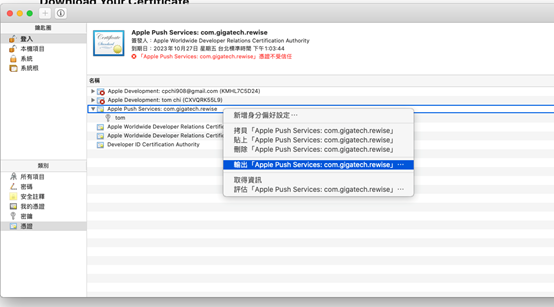 Download Your Certificate
鑰匙圈
登入
本機項目
系統
系統根
Apple Push Services: com.gigatech.rewise
簽發人：Apple Worldwide Developer Relations Certification Authority
到期日：2023年10月27日 星期五 台北標準時間 下午1:03:44
「Apple Push Services: com.gigatech.rewise」憑證不受信任
名稱
Apple Development: cpchi908@gmail.com (KMHL7CSD24)
Apple Development: tom chi (CXVQRK55L9)
Apple Push Services: com.gigatech.rewise
tom
Apple Worldwide Developer Relations Certifi
Apple Worldwide Developer Relations Certifi
Developer ID Certification Authority
新增身分偏好設定⋯
拷貝「Apple Push Services: com.gigatech.rewise」
貼上「Apple Push Services: com.gigatech.rewise」
刪除「Apple Push Services: com.gigatech.rewise」
輸出「Apple Push Services: com.gigatech.rewise」⋯
取得資訊
評估「Apple Push Services: com.gigatech.rewise」⋯
類別
所有項目
密碼
安全註釋
我的憑證
密鑰
憑證